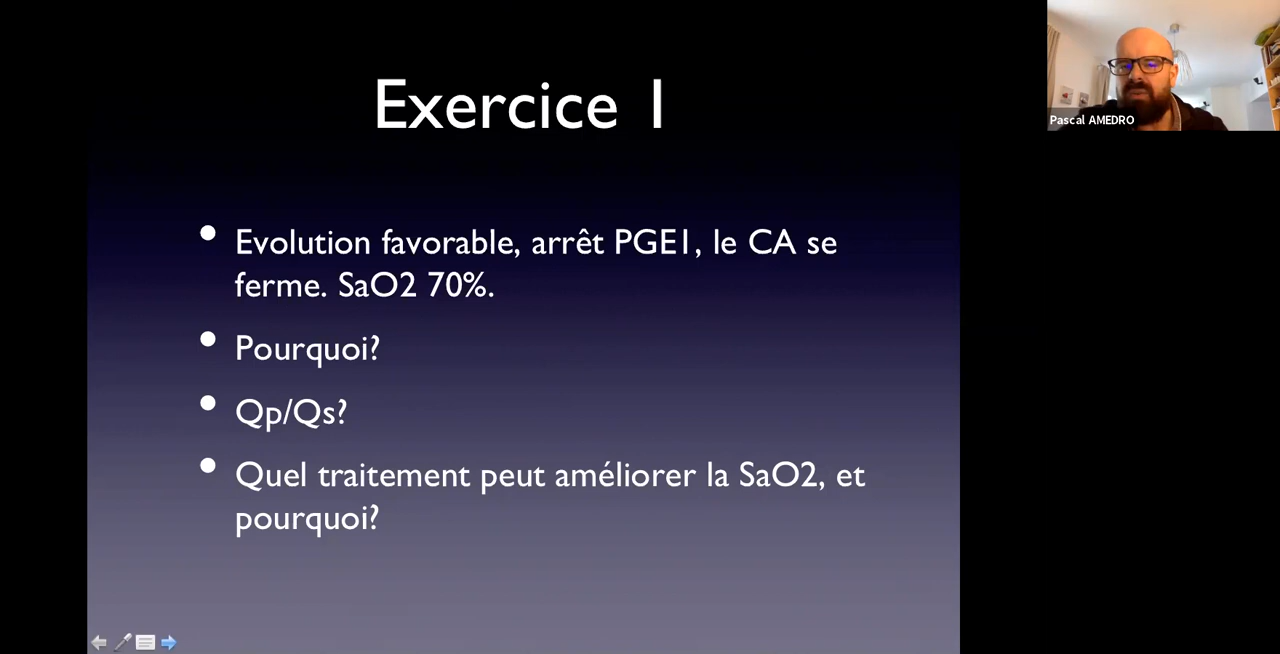 Exercice 1
Pascal AMEDRO
• Evolution favorable, arrêt PGE1, le CA se
ferme. SaO2 70%.
• Pourquoi?
• Qp/Qs?
• Quel traitement peut améliorer la SaO2, et
pourquoi?